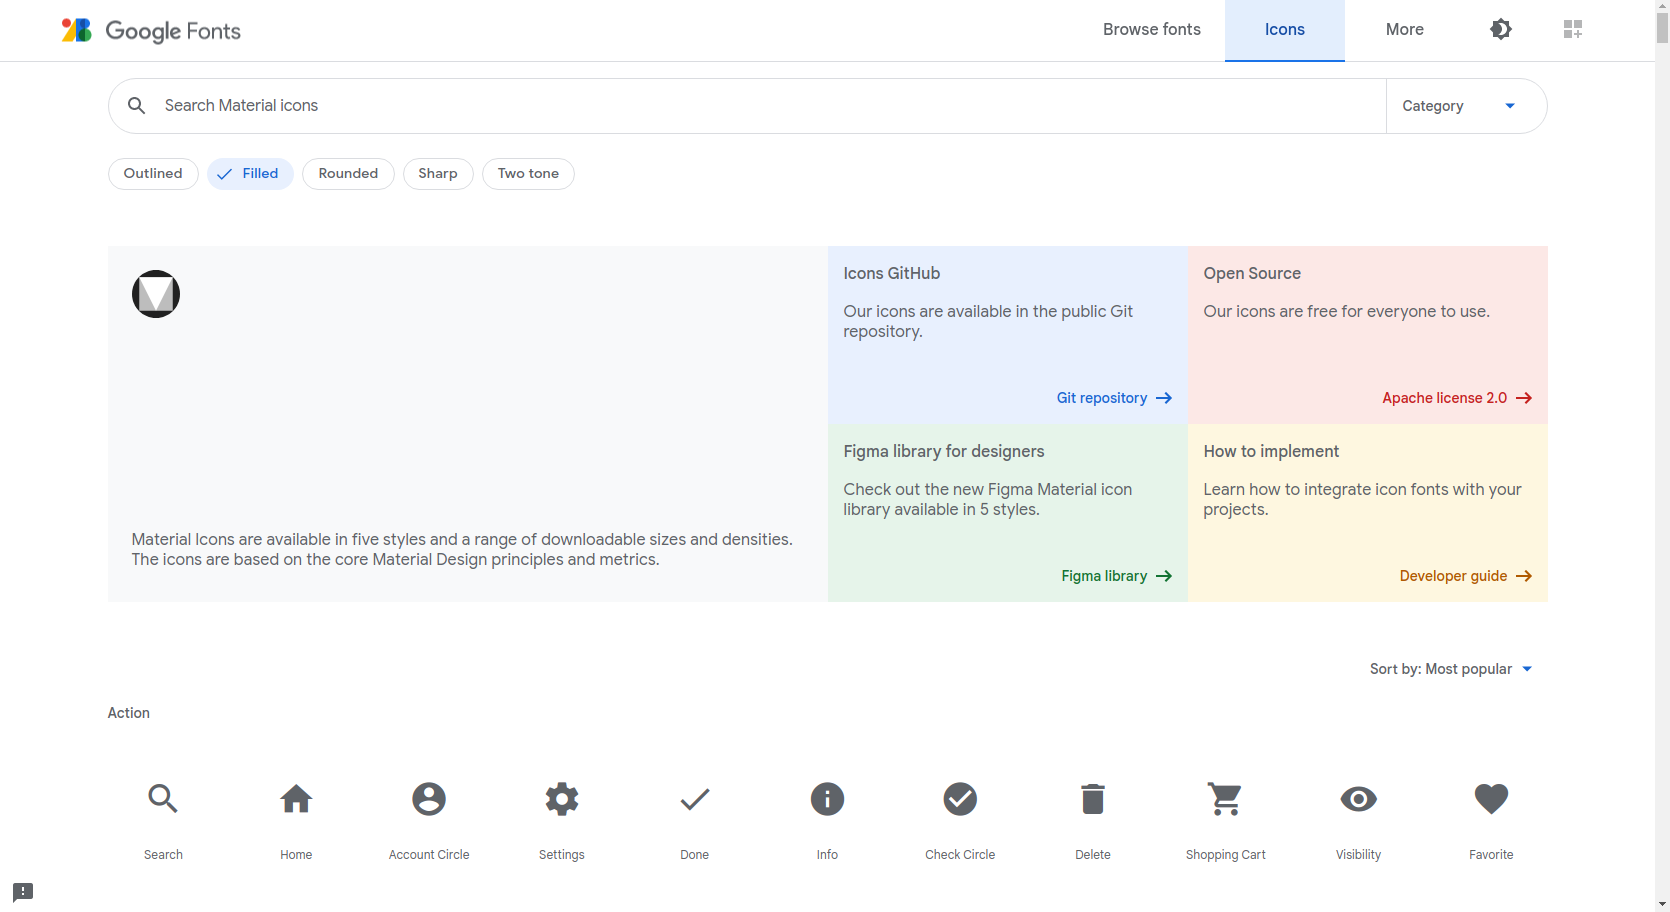 Google Fonts
Browse fonts
Icons
More
Search Material icons
Category
Outlined
Filled
Rounded
Sharp
Two tone
Material Icons are available in five styles and a range of downloadable sizes and densities.
The icons are based on the core Material Design principles and metrics.
Icons GitHub
Our icons are available in the public Git
repository.
Git repository
Open Source
Our icons are free for everyone to use.
Apache license 2.0
Figma library for designers
Check out the new Figma Material icon
library available in 5 styles.
Figma library
How to implement
Learn how to integrate icon fonts with your
projects.
Developer guide
Sort by: Most popular
Action
Search
Home
Account Circle
Settings
Done
Info
Check Circle
Delete
Shopping Cart
Visibility
Favorite